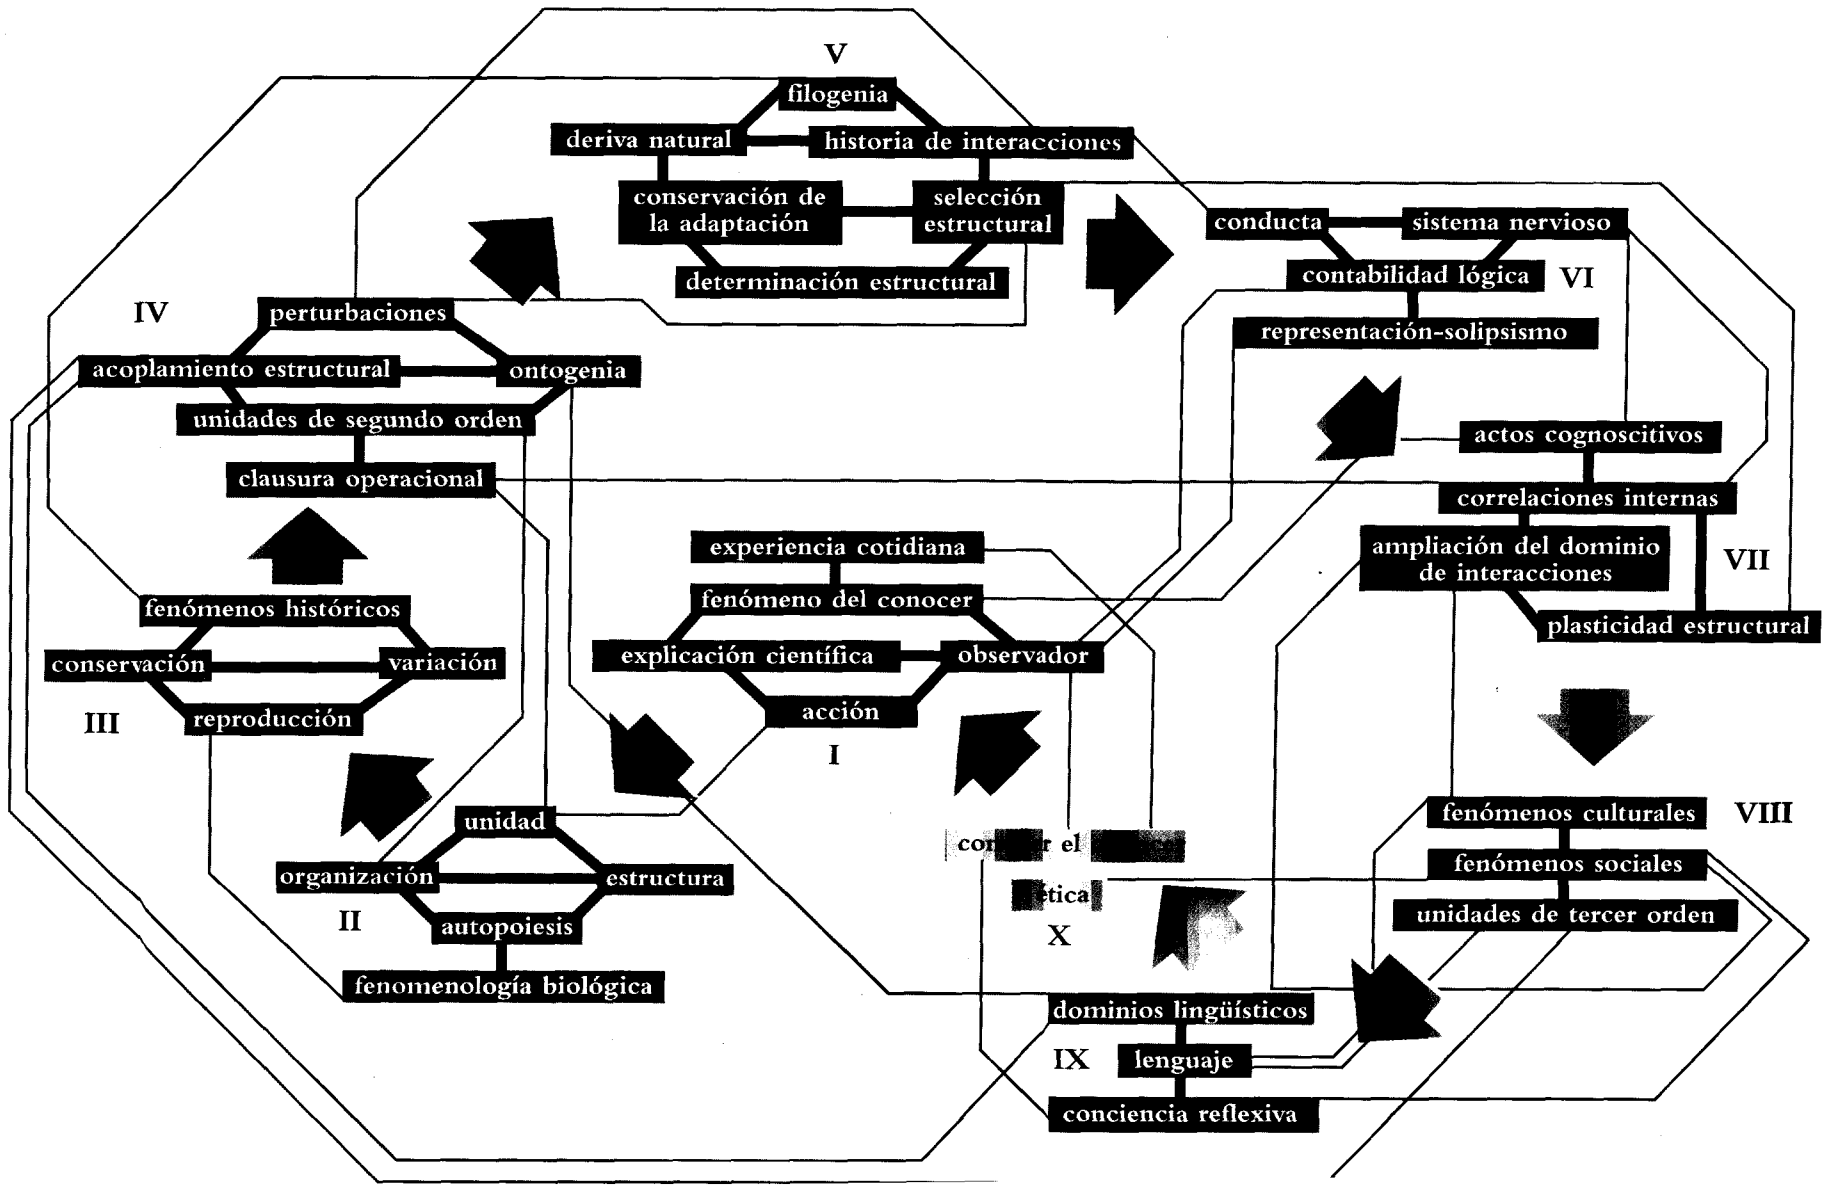 V
filogenia
deriva natural
historia de interacciones
conservación de
la adaptación
selección
estructural
determinación estructural
conducta
sistema nervioso
contabilidad lógica
VI
representación-solipsismo
IV
perturbaciones
acoplamiento estructural
ontogenia
unidades de segundo orden
clausura operacional
actos cognoscitivos
correlaciones internas
ampliación del dominio
de interacciones
VII
plasticidad estructural
experiencia cotidiana
fenómeno del conocer
explicación científica
observador
acción
I
fenómenos históricos
conservación
variación
reproducción
III
unidad
organización
estructura
II
autopoiesis
fenomenología biológica
fenómenos culturales
VIII
fenómenos sociales
unidades de tercer orden
el
ética
X
dominios lingüísticos
IX
lenguaje
conciencia reflexiva